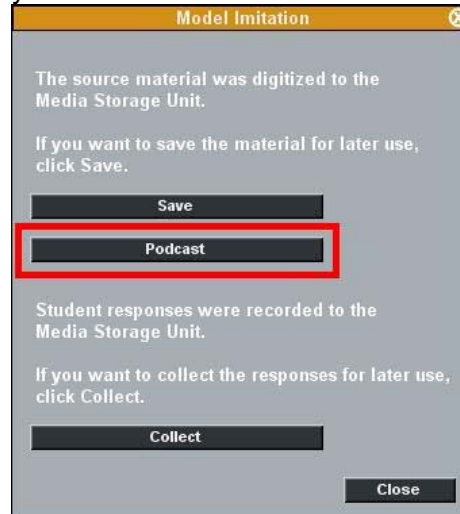 Model Imitation
The source material was digitized to the
Media Storage Unit.
If you want to save the material for later use,
click Save.
Save
Podcast
Student responses were recorded to the
Media Storage Unit.
If you want to collect the responses for later use,
click Collect.
Collect
Close